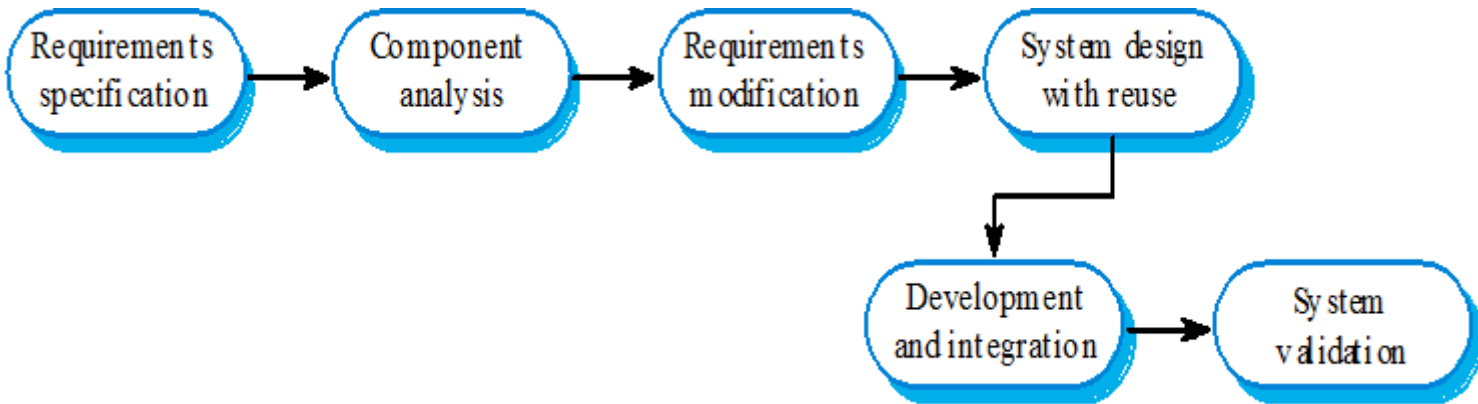 Requirements
specification
Component
analysis
Requirements
modification
System design
with reuse
Development
and integration
System
validation